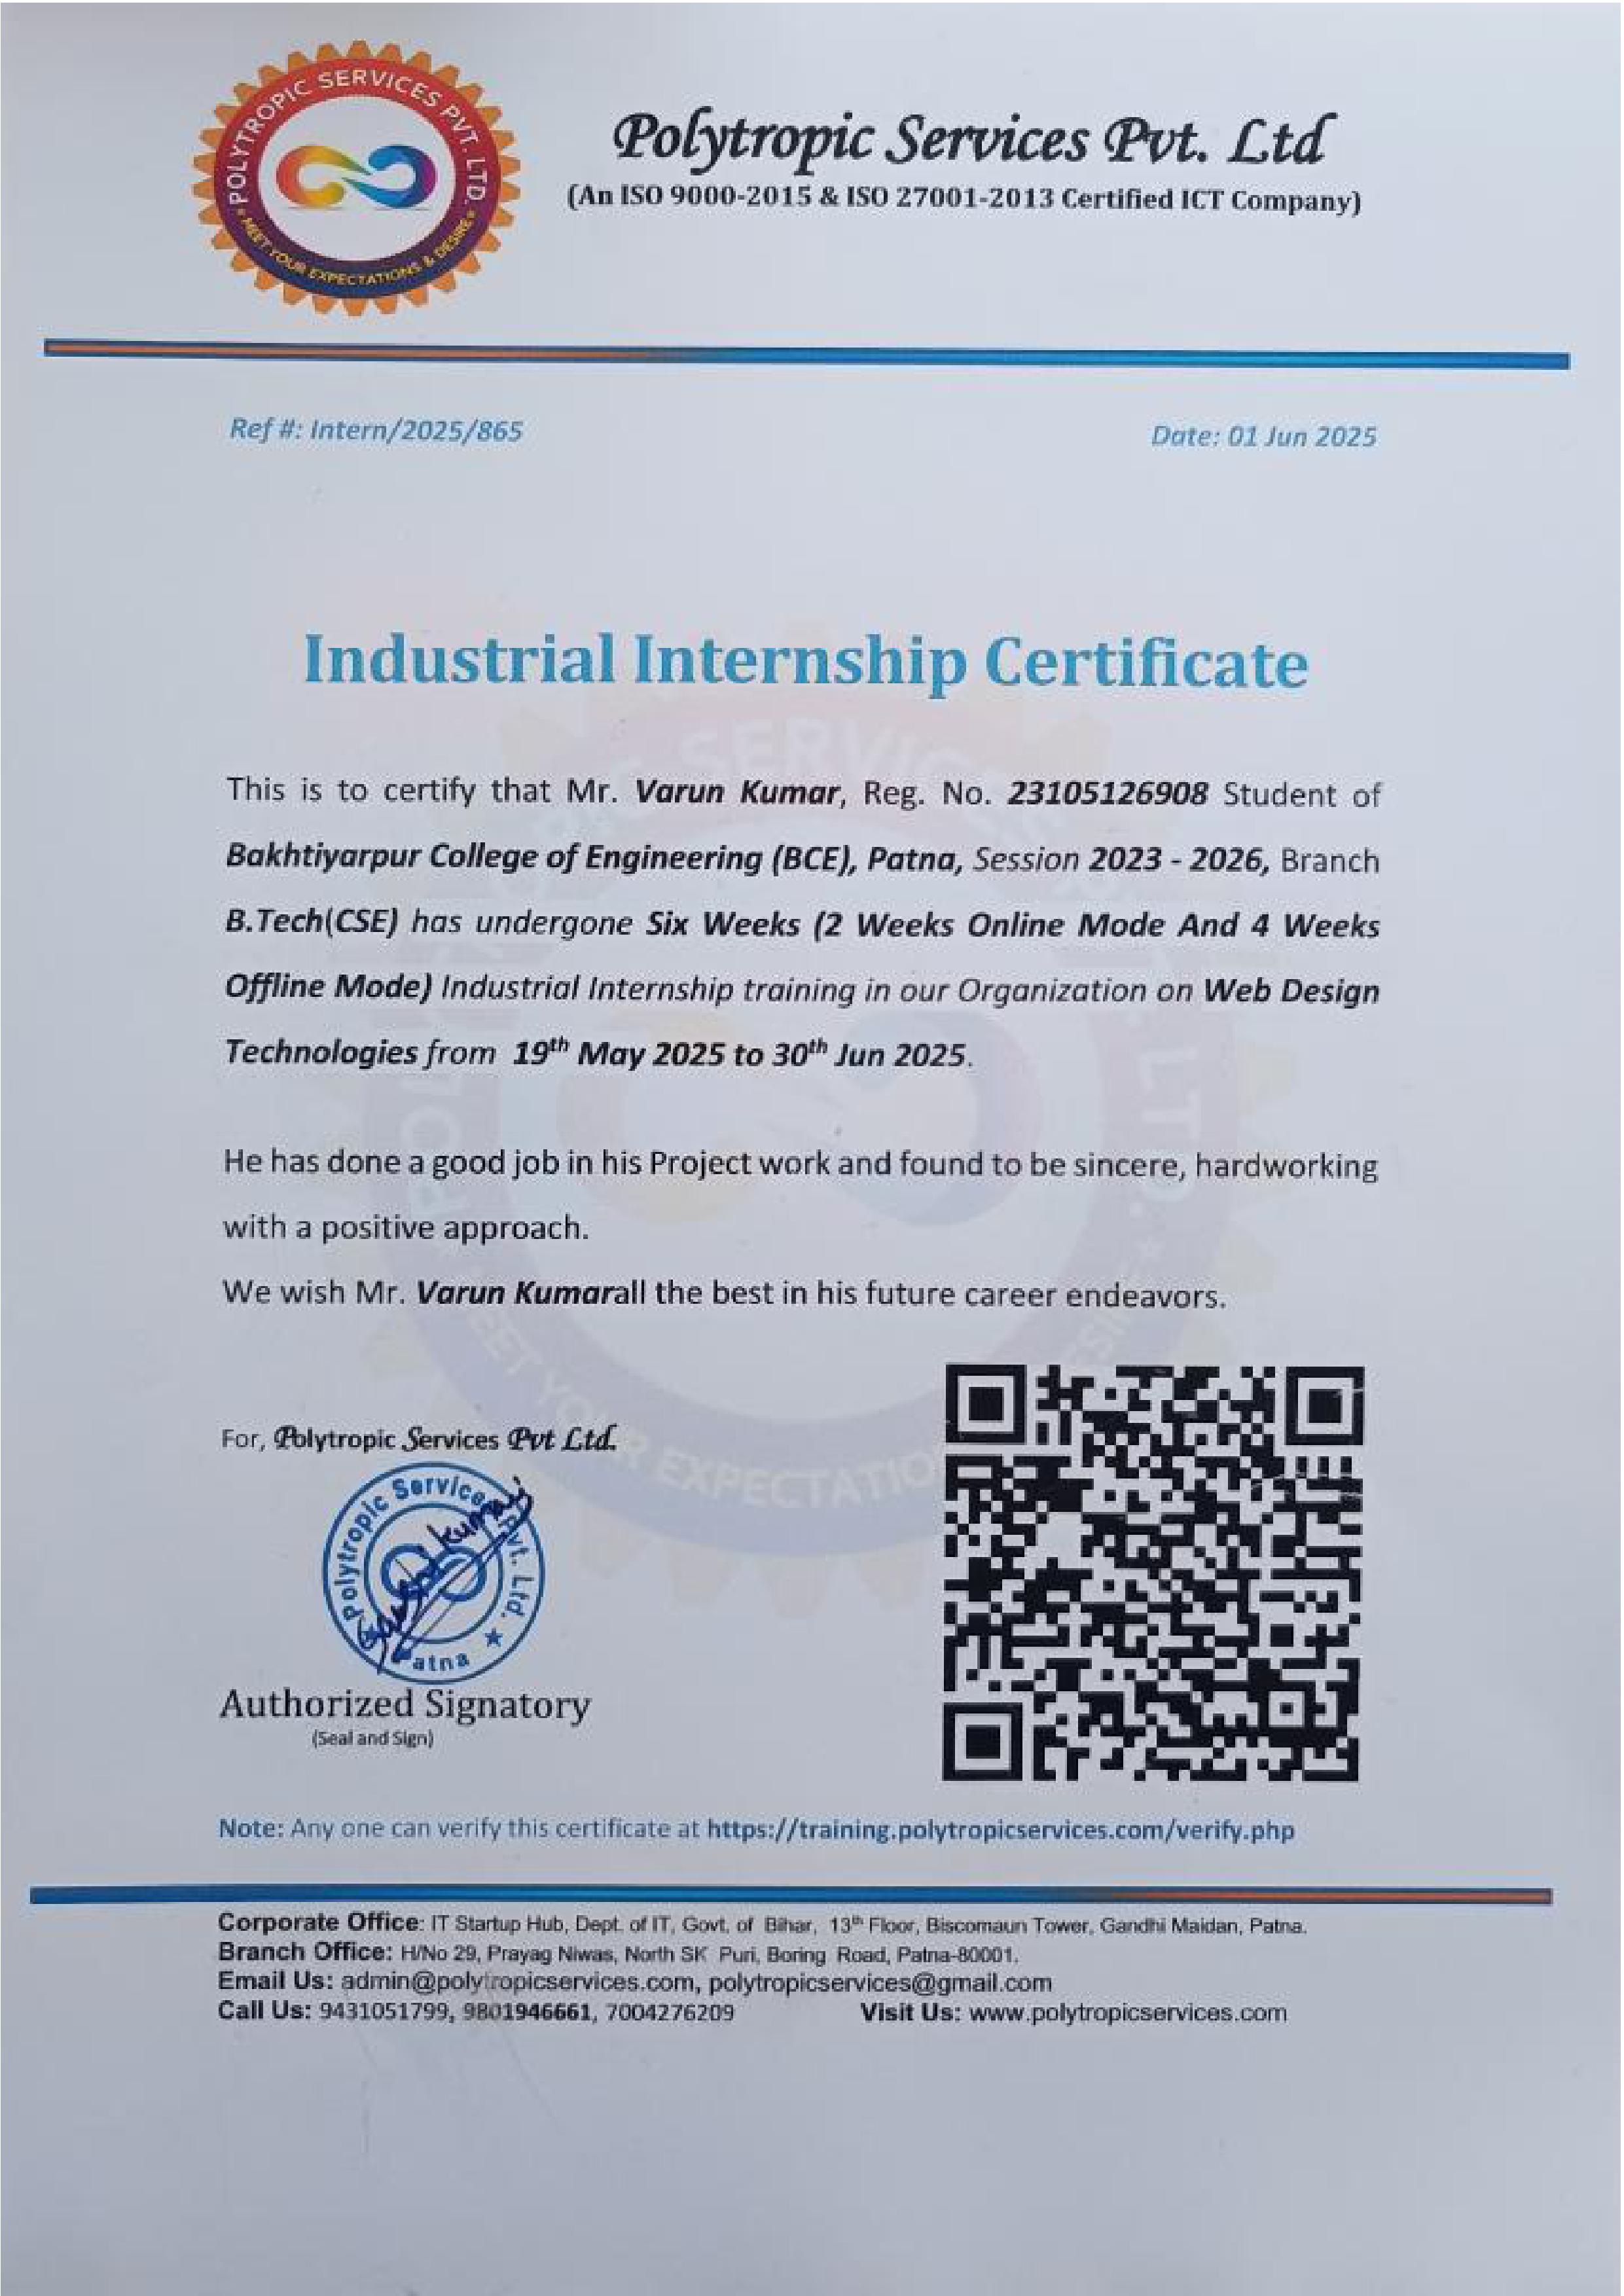 POLYTROPIC SERVICES PVT. LTD.
MEET YOUR EXPECTATIONS & DESIRE
Polytropic Services Pvt. Ltd
(An ISO 9000-2015 & ISO 27001-2013 Certified ICT Company)
Ref #: Intern/2025/865
Date: 01 Jun 2025
Industrial Internship Certificate
This is to certify that Mr. Varun Kumar, Reg. No. 23105126908 Student of
Bakhtiyarpur College of Engineering (BCE), Patna, Session 2023 - 2026, Branch
B.Tech(CSE) has undergone Six Weeks (2 Weeks Online Mode And 4 Weeks
Offline Mode) Industrial Internship training in our Organization on Web Design
Technologies from 19th May 2025 to 30th Jun 2025.
He has done a good job in his Project work and found to be sincere, hardworking
with a positive approach.
We wish Mr. Varun Kumarall the best in his future career endeavors.
For, Polytropic Services Pvt Ltd.
Polytropic Services Pvt. Ltd.
Patna
Authorized Signatory
(Seal and Sign)
Note: Any one can verify this certificate at https://training.polytropicservices.com/verify.php
Corporate Office: IT Startup Hub, Dept. of IT, Govt. of Bihar, 13th Floor, Biscomaun Tower, Gandhi Maidan, Patna.
Branch Office: H/No 29, Prayag Niwas, North SK Puri, Boring Road, Patna-80001.
Email Us: admin@polytropicservices.com, polytropicservices@gmail.com
Call Us: 9431051799, 9801946661, 7004276209
Visit Us: www.polytropicservices.com